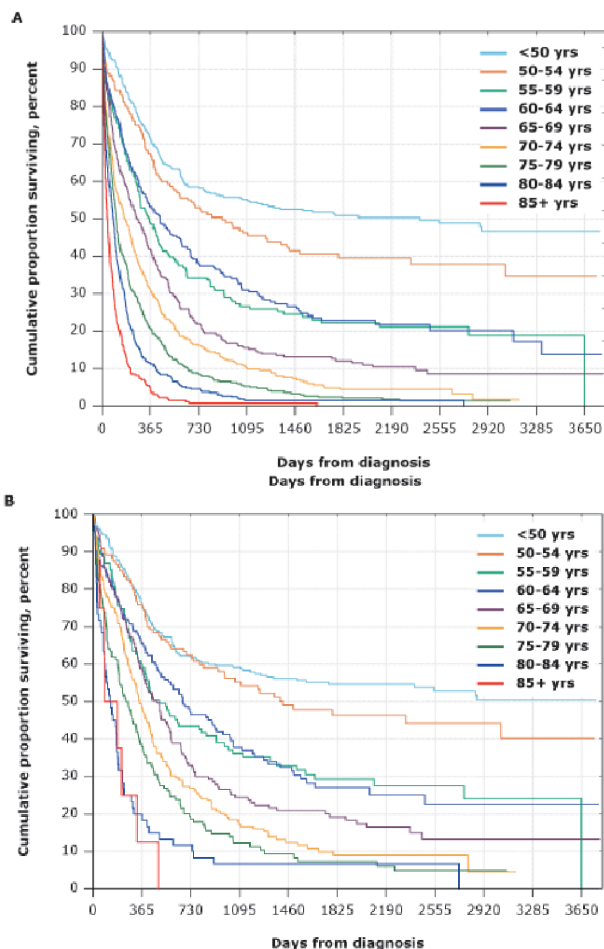 A
Cumulative proportion surviving, percent
100
90
80
70
60
50
40
30
20
10
0
<50 yrs
50-54 yrs
55-59 yrs
60-64 yrs
65-69 yrs
70-74 yrs
75-79 yrs
80-84 yrs
85+ yrs
0 365 730 1095 1460 1825 2190 2555 2920 3285 3650
Days from diagnosis
Days from diagnosis
B
Cumulative proportion surviving, percent
100
90
80
70
60
50
40
30
20
10
0
<50 yrs
50-54 yrs
55-59 yrs
60-64 yrs
65-69 yrs
70-74 yrs
75-79 yrs
80-84 yrs
85+ yrs
0 365 730 1095 1460 1825 2190 2555 2920 3285 3650
Days from diagnosis